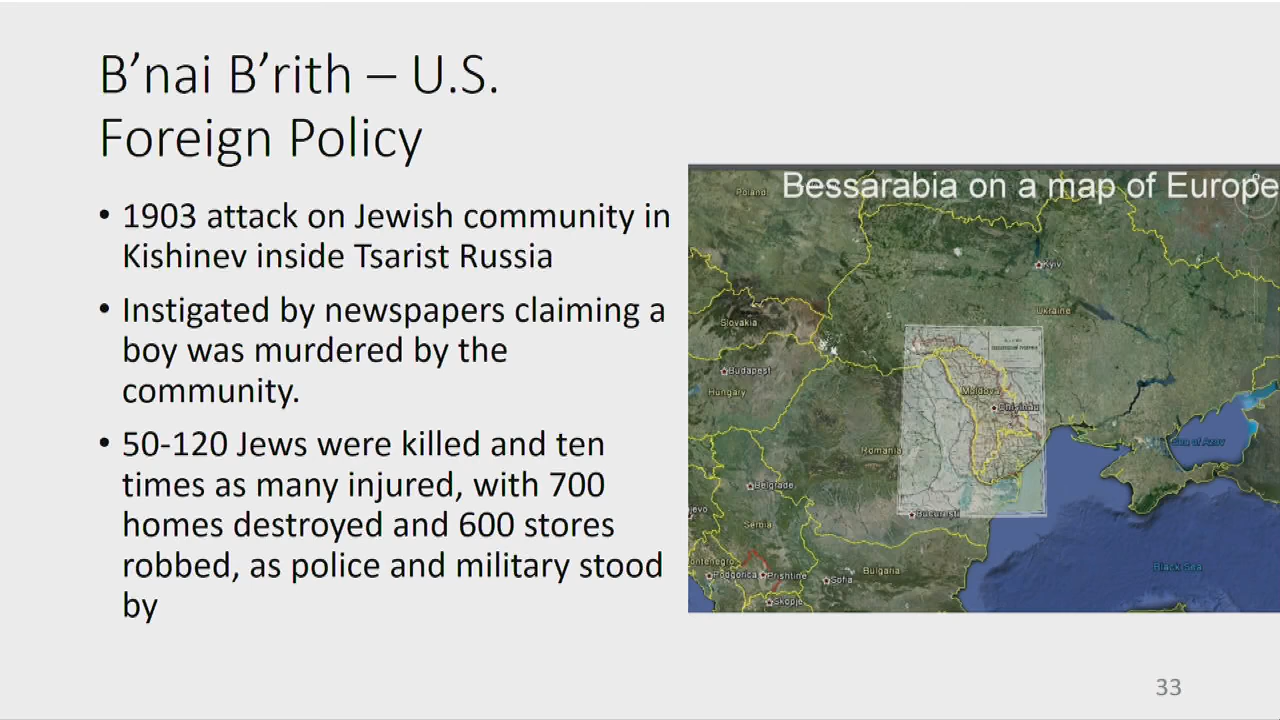 B’nai B’rith – U.S.
Foreign Policy
• 1903 attack on Jewish community in
Kishinev inside Tsarist Russia
• Instigated by newspapers claiming a
boy was murdered by the
community.
• 50-120 Jews were killed and ten
times as many injured, with 700
homes destroyed and 600 stores
robbed, as police and military stood
by
Bessarabia on a map of Europe
Poland
Kyiv
Ukraine
Slovakia
Budapest
Hungary
Moldova
Chişinău
Romania
Sea of Azov
Belgrade
Bucureşti
Serbia
Bulgaria
Black Sea
Podgorica
Prishtine
Sofia
Skopje
33